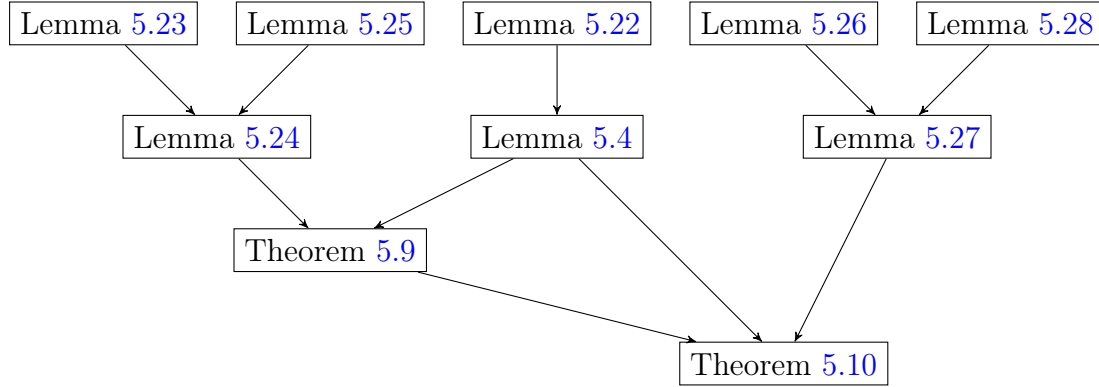 Lemma 5.23
Lemma 5.25
Lemma 5.22
Lemma 5.26
Lemma 5.28
Lemma 5.24
Lemma 5.4
Lemma 5.27
Theorem 5.9
Theorem 5.10